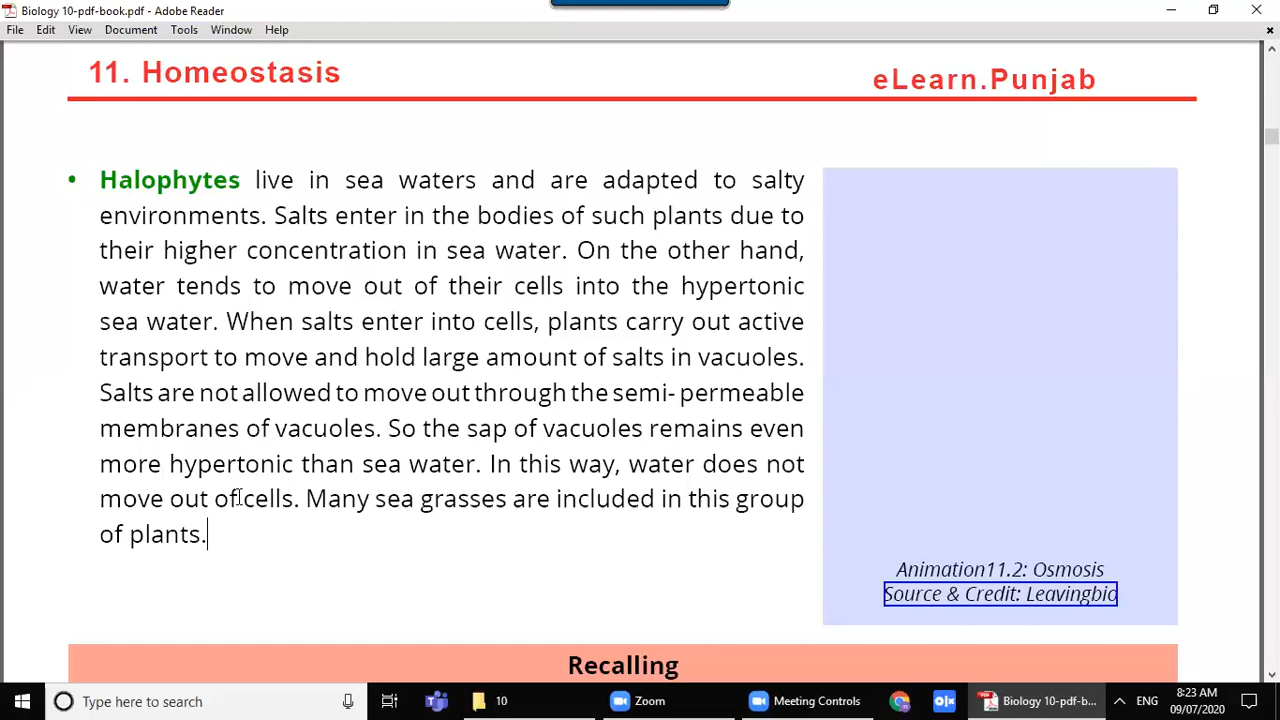 Biology 10-pdf-book.pdf - Adobe Reader
File Edit View Document Tools Window Help
11. Homeostasis
eLearn.Punjab
• Halophytes live in sea waters and are adapted to salty
environments. Salts enter in the bodies of such plants due to
their higher concentration in sea water. On the other hand,
water tends to move out of their cells into the hypertonic
sea water. When salts enter into cells, plants carry out active
transport to move and hold large amount of salts in vacuoles.
Salts are not allowed to move out through the semi- permeable
membranes of vacuoles. So the sap of vacuoles remains even
more hypertonic than sea water. In this way, water does not
move out of cells. Many sea grasses are included in this group
of plants.
Animation11.2: Osmosis
Source & Credit: Leavingbio
Recalling
Type here to search
10
Zoom
Meeting Controls
Biology 10-pdf-b...
ENG
8:23 AM
09/07/2020